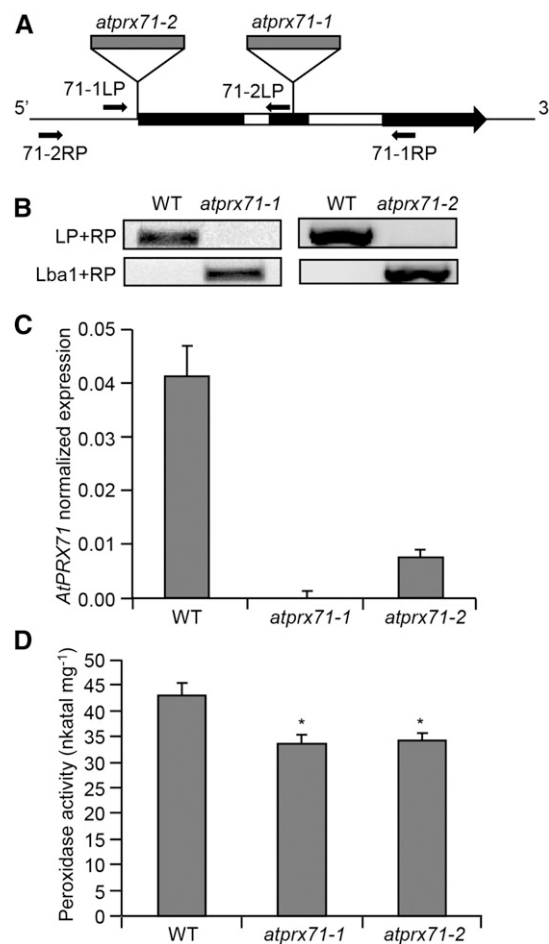 A
atprx71-2 atprx71-1
71-1LP 71-2LP
5' 3
71-2RP 71-1RP
B
WT atprx71-1 WT atprx71-2
LP+RP
Lba1+RP
C
AtPRX71 normalized expression
0.05
0.04
0.03
0.02
0.01
0.00
WT atprx71-1 atprx71-2
D
Peroxidase activity (nkatal mg-1)
50
45
40
35
30
25
20
15
10
5
0
* *
WT atprx71-1 atprx71-2